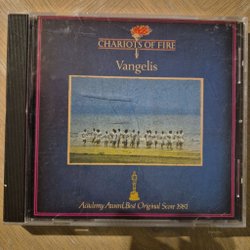 CHARIOTS OF FIRE
Vangelis
Academy Award, Best Original Score 1981